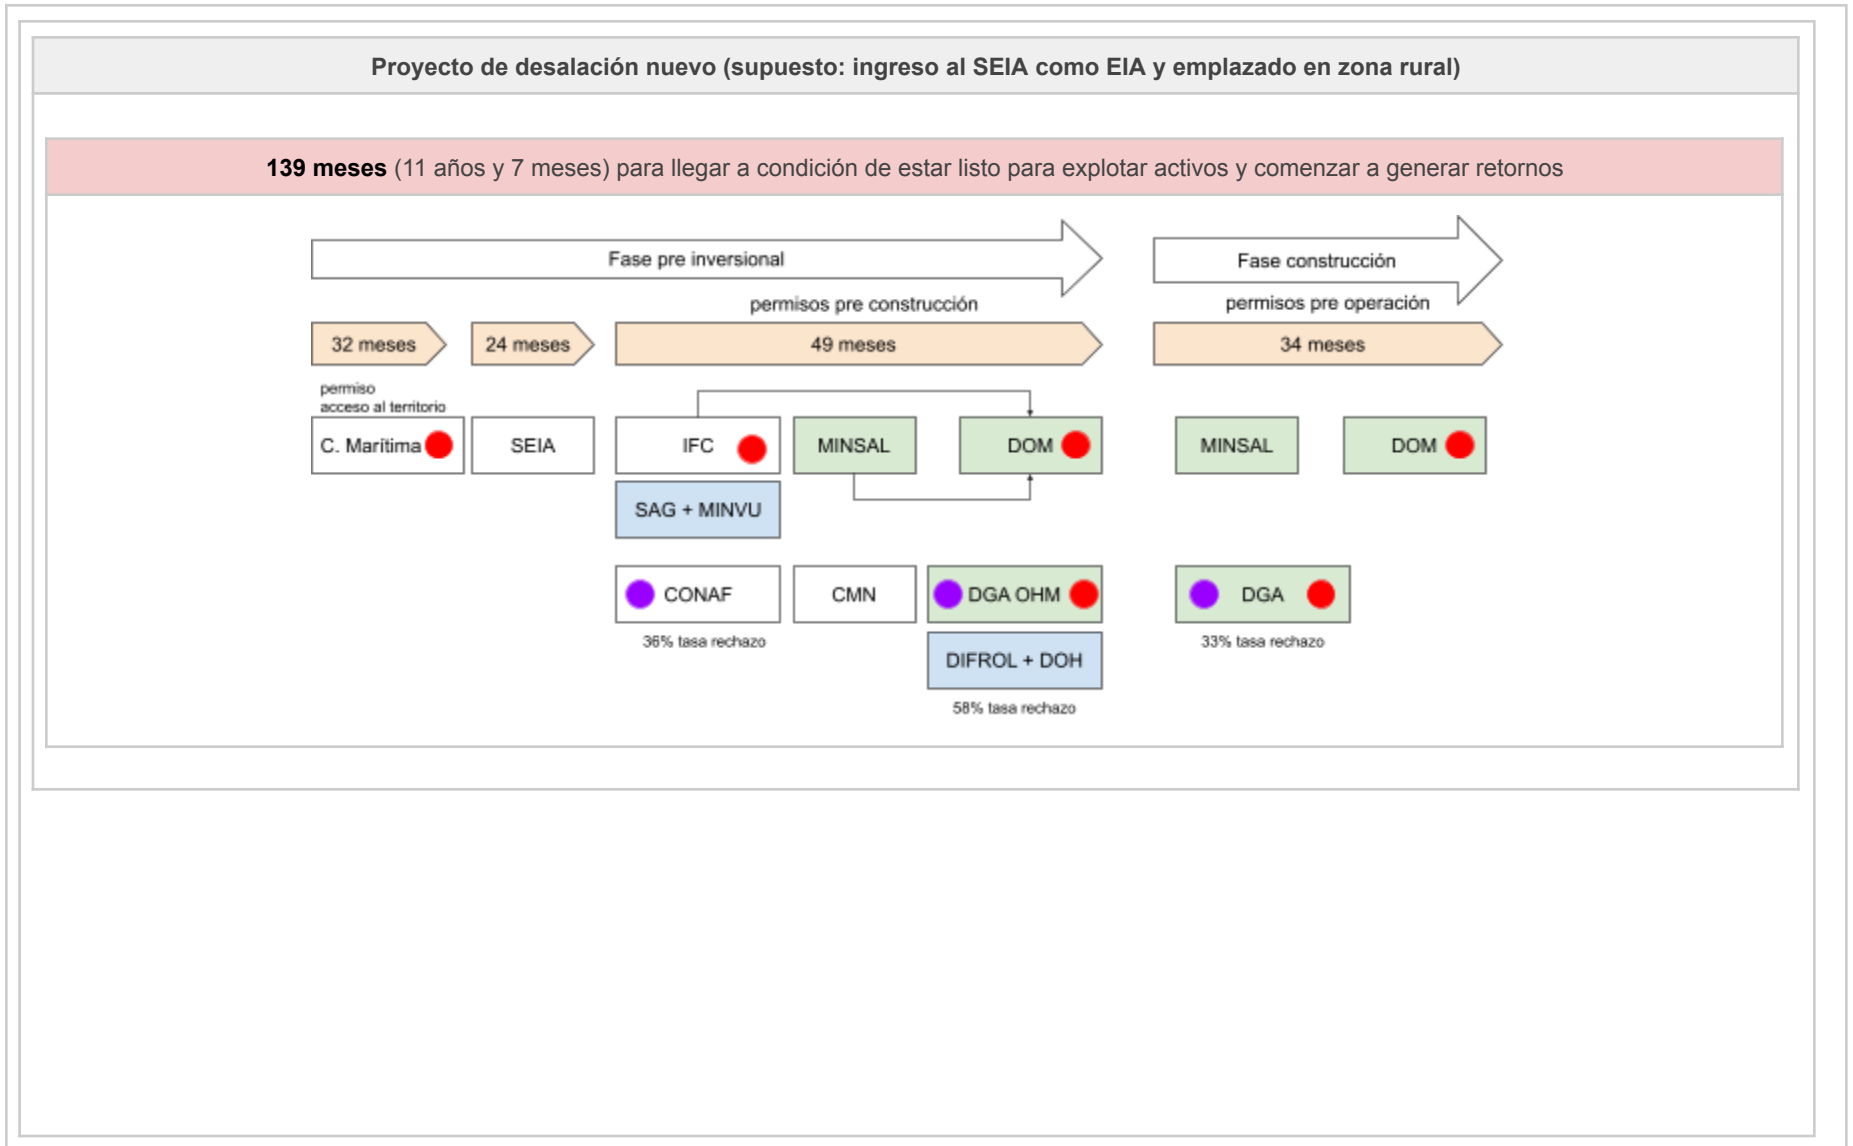 Proyecto de desalación nuevo (supuesto: ingreso al SEIA como EIA y emplazado en zona rural)
139 meses (11 años y 7 meses) para llegar a condición de estar listo para explotar activos y comenzar a generar retornos
Fase pre inversional
Fase construcción
permisos pre construcción
permisos pre operación
32 meses
24 meses
49 meses
34 meses
permiso
acceso al territorio
C. Marítima
SEIA
IFC
MINSAL
DOM
MINSAL
DOM
SAG + MINVU
CONAF
CMN
DGA OHM
DGA
36% tasa rechazo
33% tasa rechazo
DIFROL + DOH
58% tasa rechazo